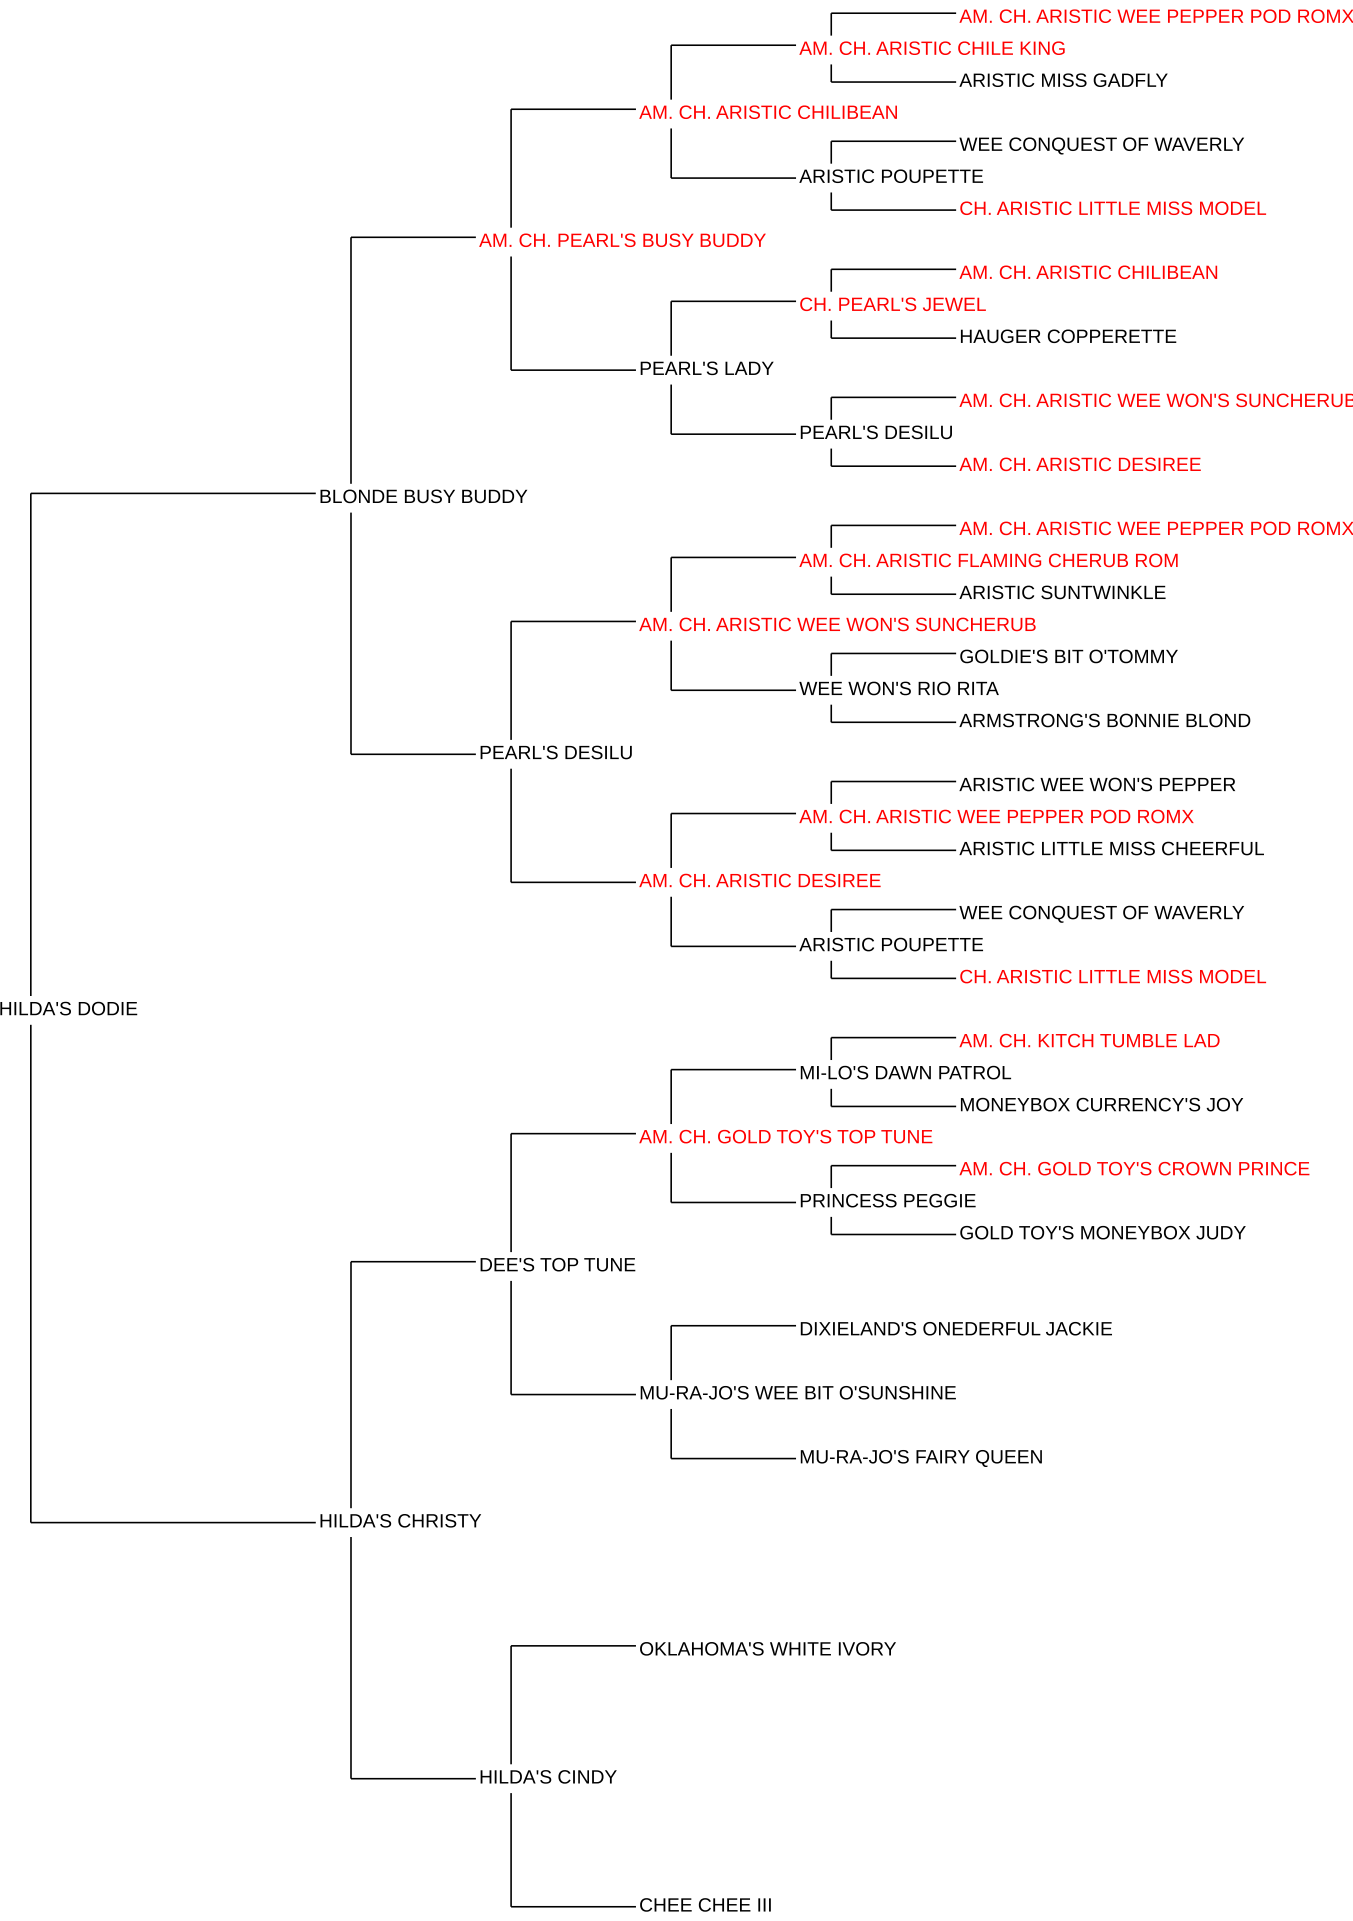 AM. CH. ARISTIC WEE PEPPER POD ROMX
AM. CH. ARISTIC CHILE KING
ARISTIC MISS GADFLY
AM. CH. ARISTIC CHILIBEAN
WEE CONQUEST OF WAVERLY
ARISTIC POUPETTE
CH. ARISTIC LITTLE MISS MODEL
AM. CH. PEARL'S BUSY BUDDY
AM. CH. ARISTIC CHILIBEAN
CH. PEARL'S JEWEL
HAUGER COPPERETTE
PEARL'S LADY
AM. CH. ARISTIC WEE WON'S SUNCHERUB
PEARL'S DESILU
AM. CH. ARISTIC DESIREE
BLONDE BUSY BUDDY
AM. CH. ARISTIC WEE PEPPER POD ROMX
AM. CH. ARISTIC FLAMING CHERUB ROM
ARISTIC SUNTWINKLE
AM. CH. ARISTIC WEE WON'S SUNCHERUB
GOLDIE'S BIT O'TOMMY
WEE WON'S RIO RITA
ARMSTRONG'S BONNIE BLOND
PEARL'S DESILU
ARISTIC WEE WON'S PEPPER
AM. CH. ARISTIC WEE PEPPER POD ROMX
ARISTIC LITTLE MISS CHEERFUL
AM. CH. ARISTIC DESIREE
WEE CONQUEST OF WAVERLY
ARISTIC POUPETTE
CH. ARISTIC LITTLE MISS MODEL
HILDA'S DODIE
AM. CH. KITCH TUMBLE LAD
MI-LO'S DAWN PATROL
MONEYBOX CURRENCY'S JOY
AM. CH. GOLD TOY'S TOP TUNE
AM. CH. GOLD TOY'S CROWN PRINCE
PRINCESS PEGGIE
GOLD TOY'S MONEYBOX JUDY
DEE'S TOP TUNE
DIXIELAND'S ONEDERFUL JACKIE
MU-RA-JO'S WEE BIT O'SUNSHINE
MU-RA-JO'S FAIRY QUEEN
HILDA'S CHRISTY
OKLAHOMA'S WHITE IVORY
HILDA'S CINDY
CHEE CHEE III